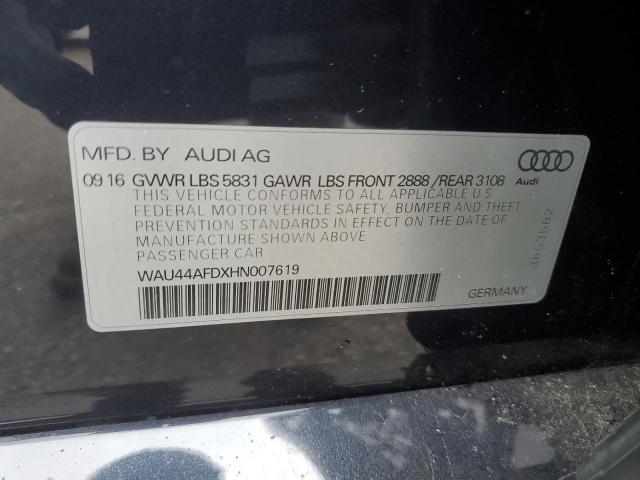 MFD. BY AUDI AG
09 16 GVWR LBS 5831 GAWR LBS FRONT 2888 / REAR 3108
Audi
THIS VEHICLE CONFORMS TO ALL APPLICABLE U S
FEDERAL MOTOR VEHICLE SAFETY, BUMPER AND THEFT
PREVENTION STANDARDS IN EFFECT ON THE DATE OF
MANUFACTURE SHOWN ABOVE
PASSENGER CAR
WAU44AFDXHN007619
3853582
GERMANY